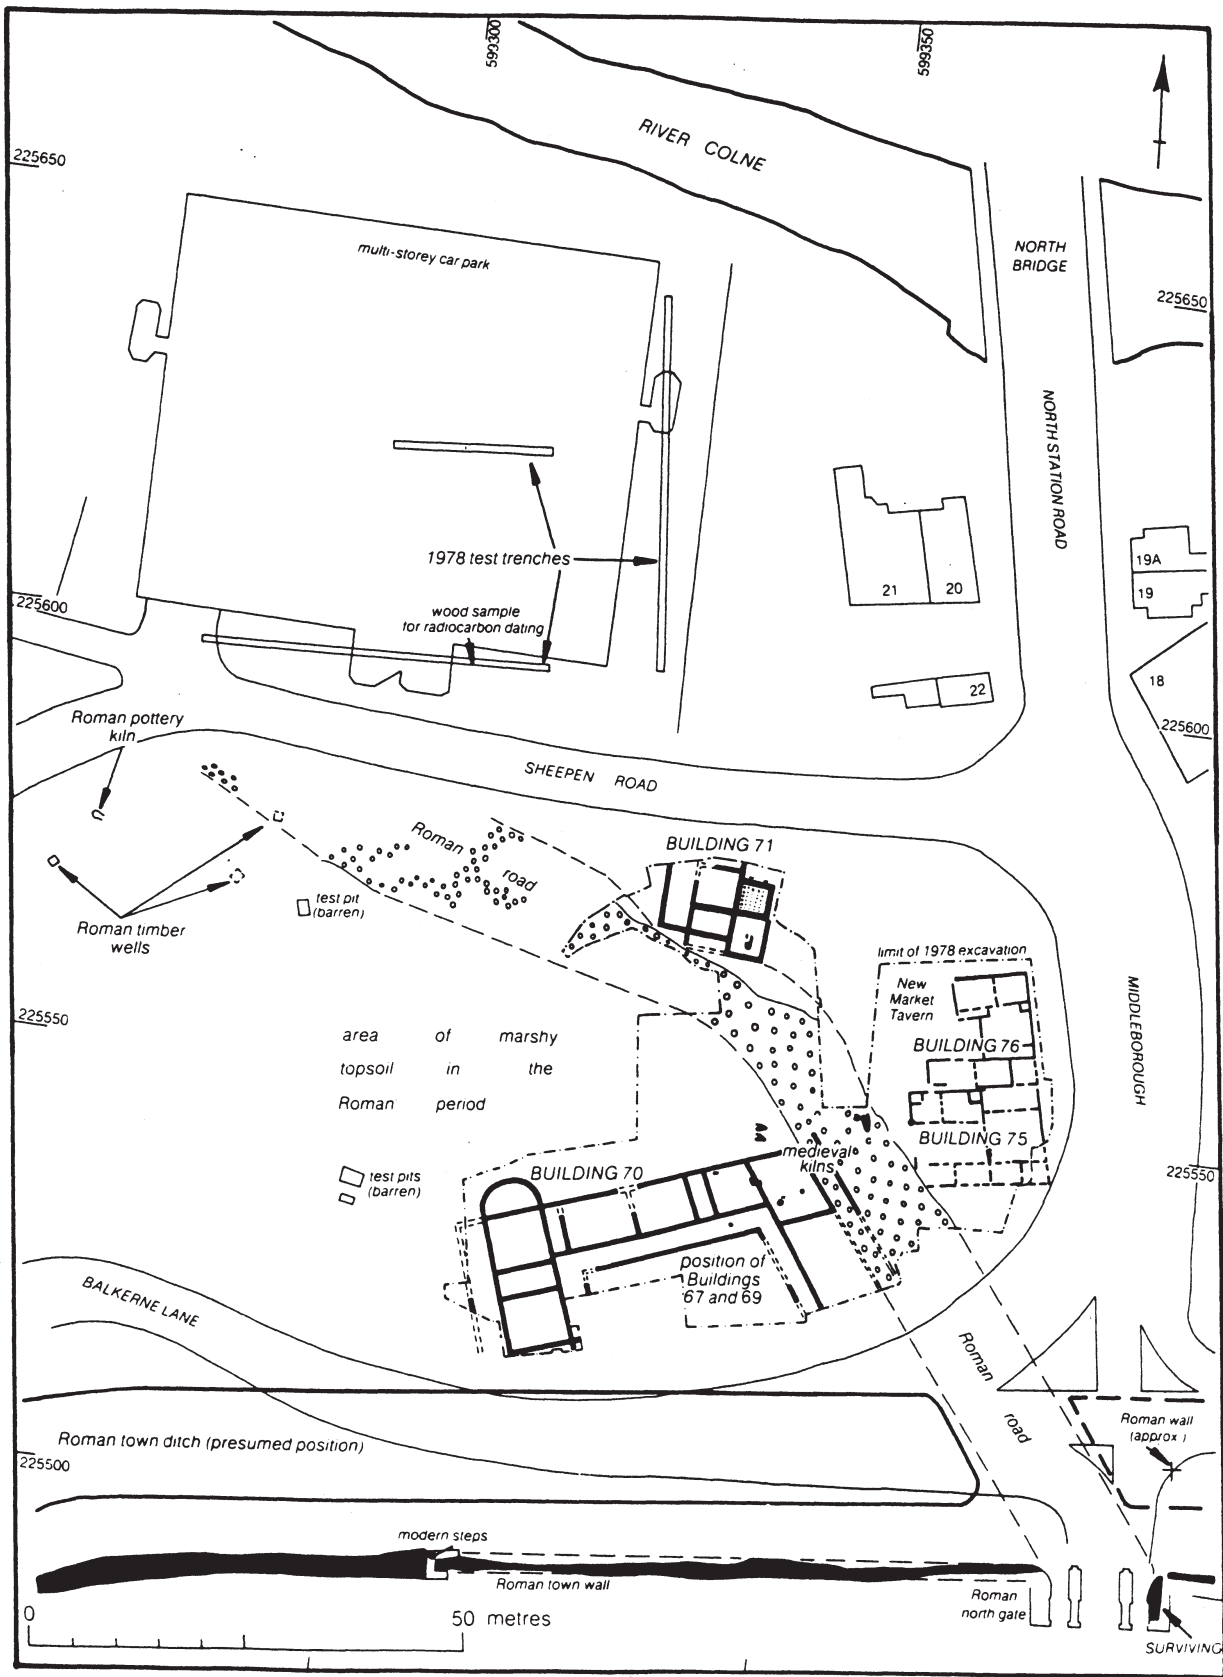 599300
599350
RIVER COLNE
225650
multi-storey car park
NORTH
BRIDGE
225650
NORTH STATION ROAD
1978 test trenches
19A
19
21
20
225600
wood sample
for radiocarbon dating
18
22
Roman pottery
kiln
225600
SHEEPEN ROAD
Roman
road
BUILDING 71
test pit
(barren)
Roman timber
wells
limit of 1978 excavation
New
Market
Tavern
MIDDLEBOROUGH
225550
area of marshy
topsoil in the
Roman period
BUILDING 76
BUILDING 75
medieval
kilns
BUILDING 70
test pits
(barren)
225550
position of
Buildings
67 and 69
BALKERNE LANE
Roman
road
Roman wall
(approx.)
Roman town ditch (presumed position)
225500
modern steps
Roman town wall
Roman
north gate
0
50 metres
SURVIVING